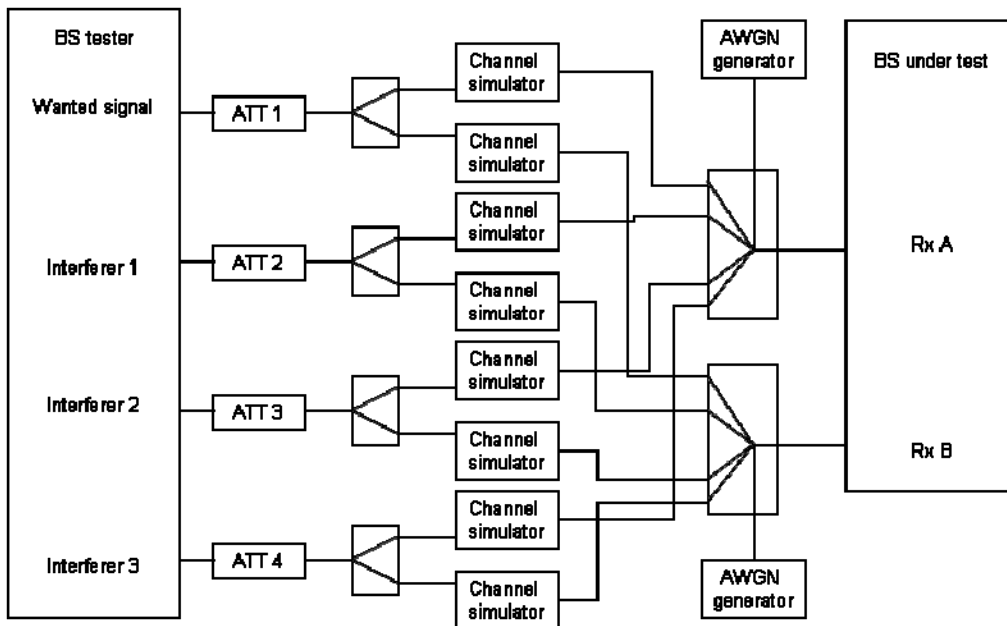 BS tester
Wanted signal
Interferer 1
Interferer 2
Interferer 3
ATT 1
ATT 2
ATT 3
ATT 4
Channel
simulator
Channel
simulator
Channel
simulator
Channel
simulator
Channel
simulator
Channel
simulator
Channel
simulator
Channel
simulator
AWGN
generator
AWGN
generator
BS under test
Rx A
Rx B